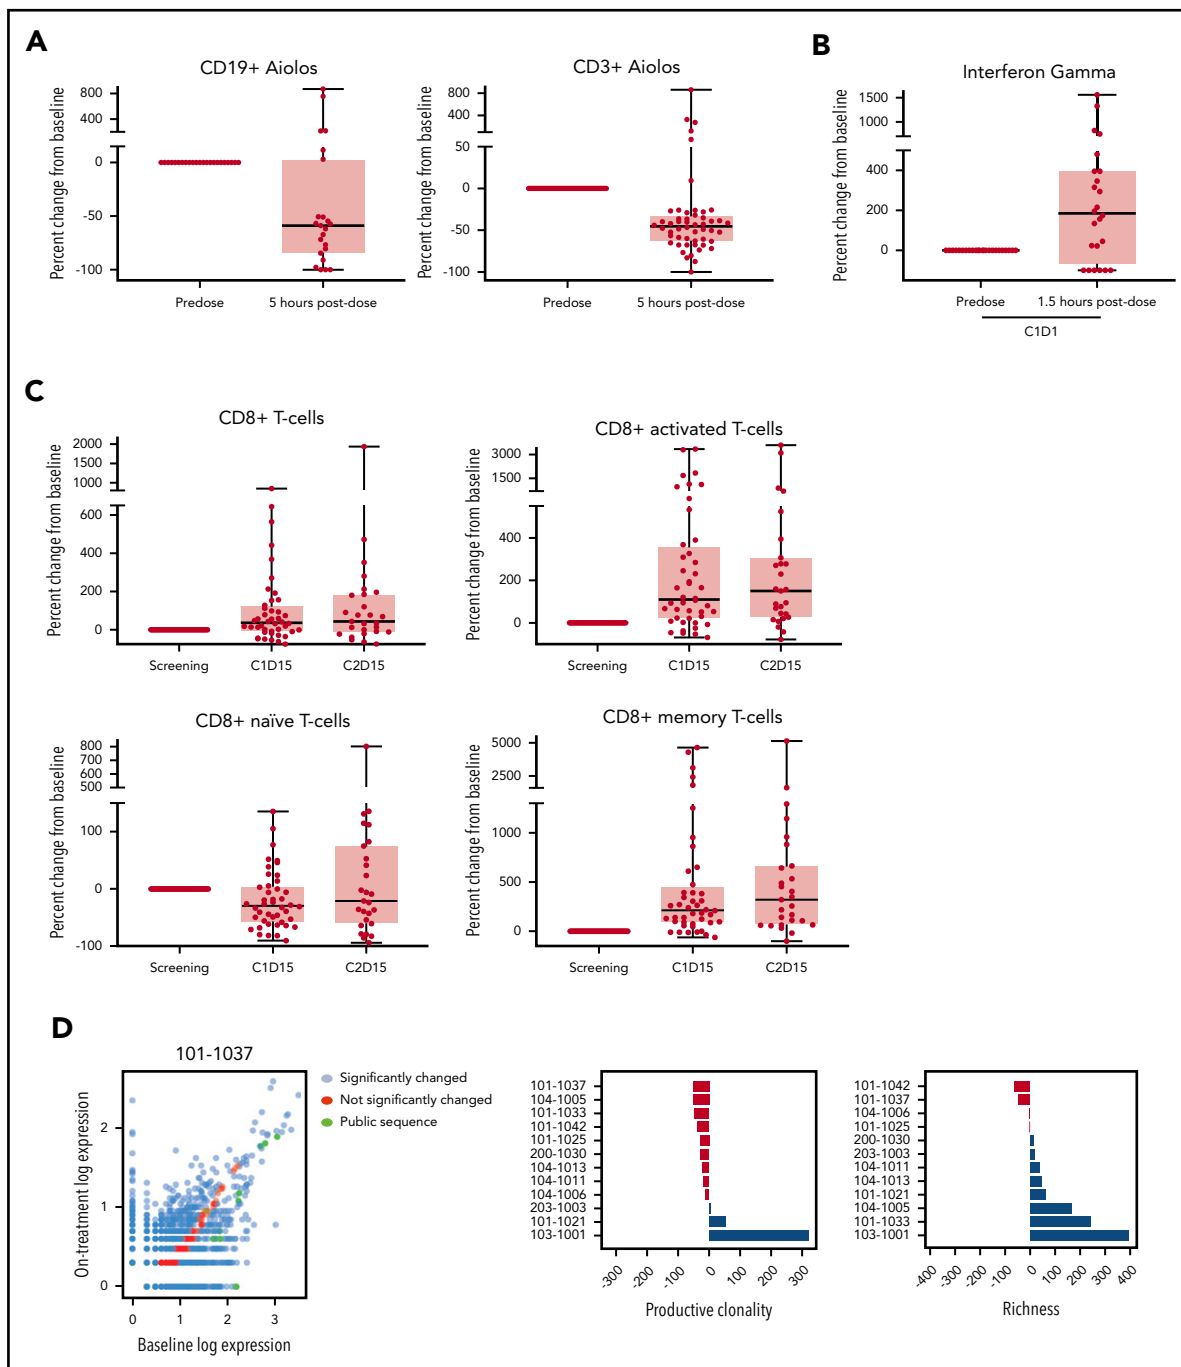 A
CD19+ Aiolos
Percent change from baseline
800
400
0
-50
-100
Predose
5 hours post-dose
CD3+ Aiolos
Percent change from baseline
800
400
50
0
-50
-100
Predose
5 hours post-dose
B
Interferon Gamma
Percent change from baseline
1500
1000
400
200
0
Predose
1.5 hours post-dose
C1D1
C
CD8+ T-cells
Percent change from baseline
2000
1500
1000
600
400
200
0
Screening
C1D15
C2D15
CD8+ activated T-cells
Percent change from baseline
3000
1500
400
200
0
Screening
C1D15
C2D15
CD8+ naïve T-cells
Percent change from baseline
800
700
600
500
100
0
-100
Screening
C1D15
C2D15
CD8+ memory T-cells
Percent change from baseline
5000
2500
1000
500
0
Screening
C1D15
C2D15
D
101-1037
On-treatment log expression
2
1
0
0
1
2
3
Baseline log expression
Significantly changed
Not significantly changed
Public sequence
101-1037
104-1005
101-1033
101-1042
101-1025
200-1030
104-1013
104-1011
104-1006
203-1003
101-1021
103-1001
-300
-200
-100
0
100
200
300
Productive clonality
101-1042
101-1037
104-1006
101-1025
200-1030
203-1003
104-1011
104-1013
101-1021
104-1005
101-1033
103-1001
-400
-300
-200
-100
0
100
200
300
400
Richness